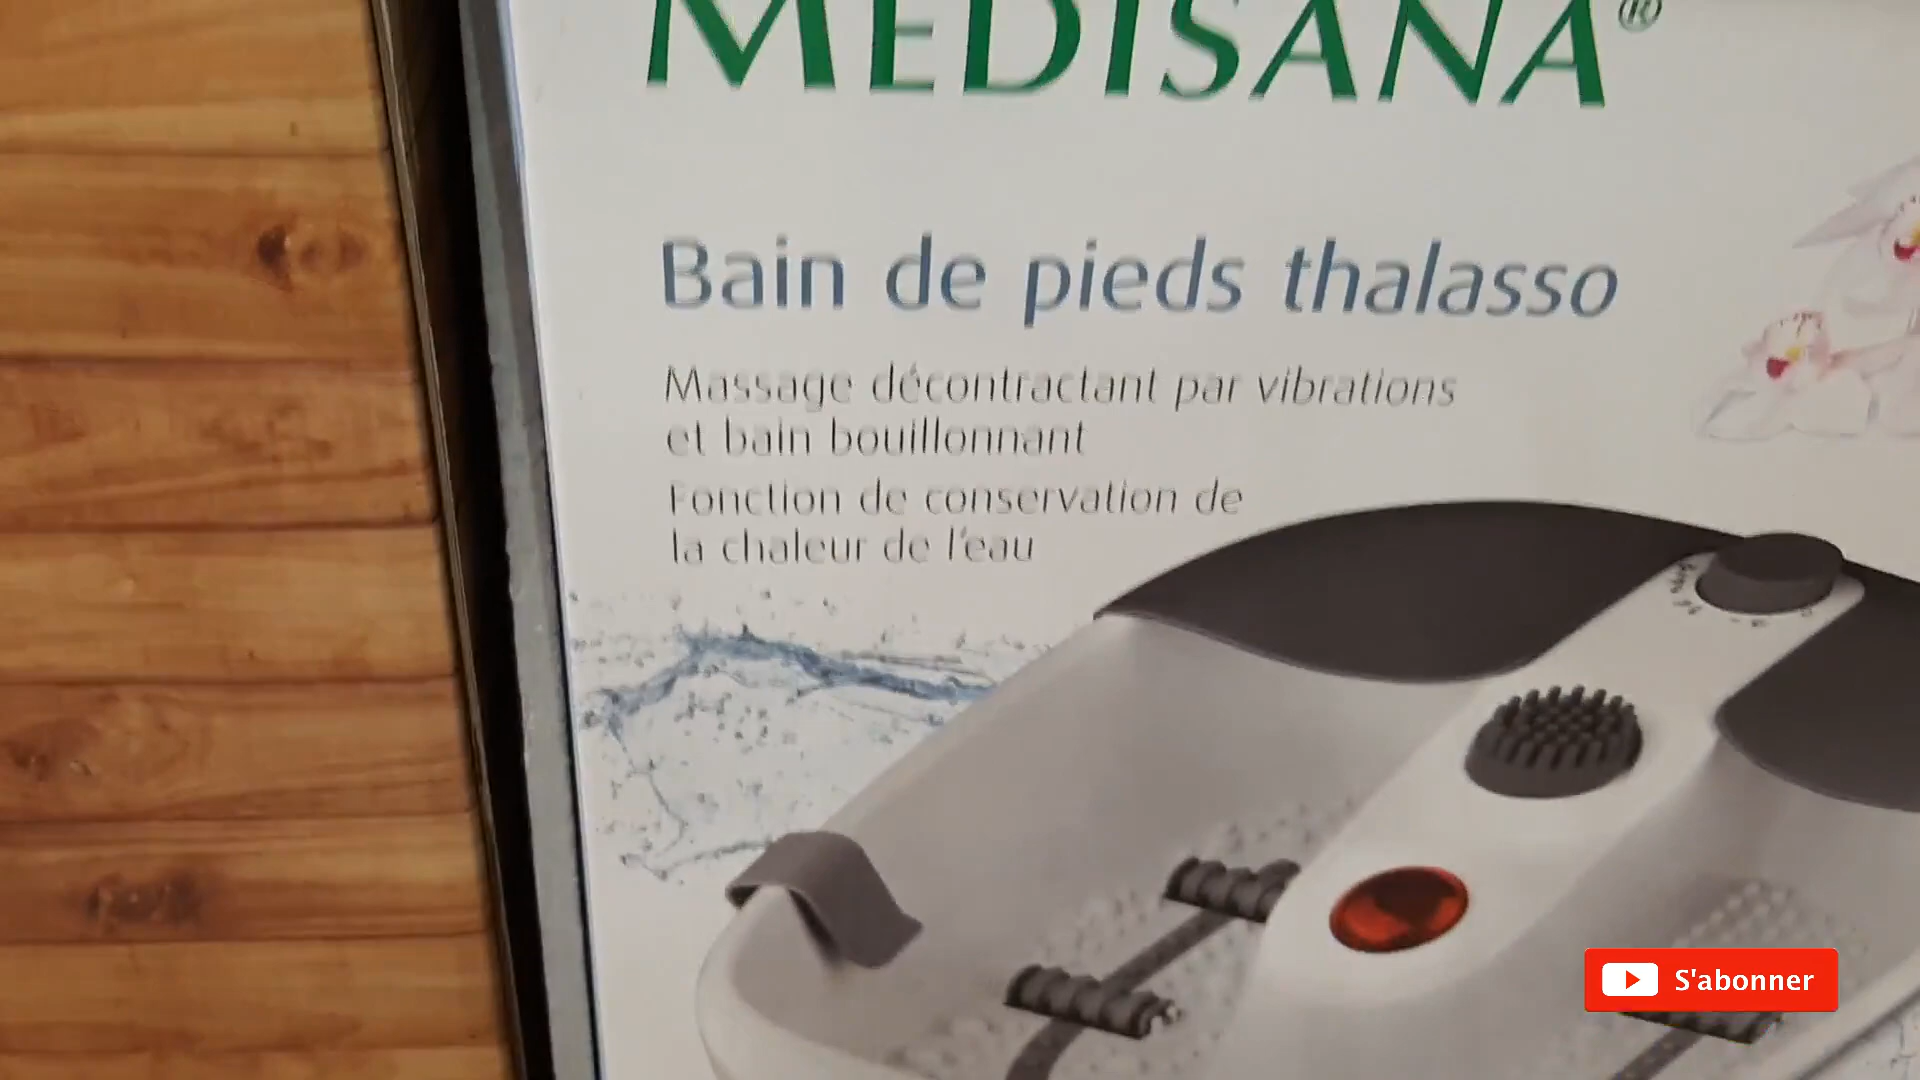 MEDISANA®
Bain de pieds thalasso
Massage décontractant par vibrations
et bain bouillonnant
Fonction de conservation de
la chaleur de l'eau
S'abonner